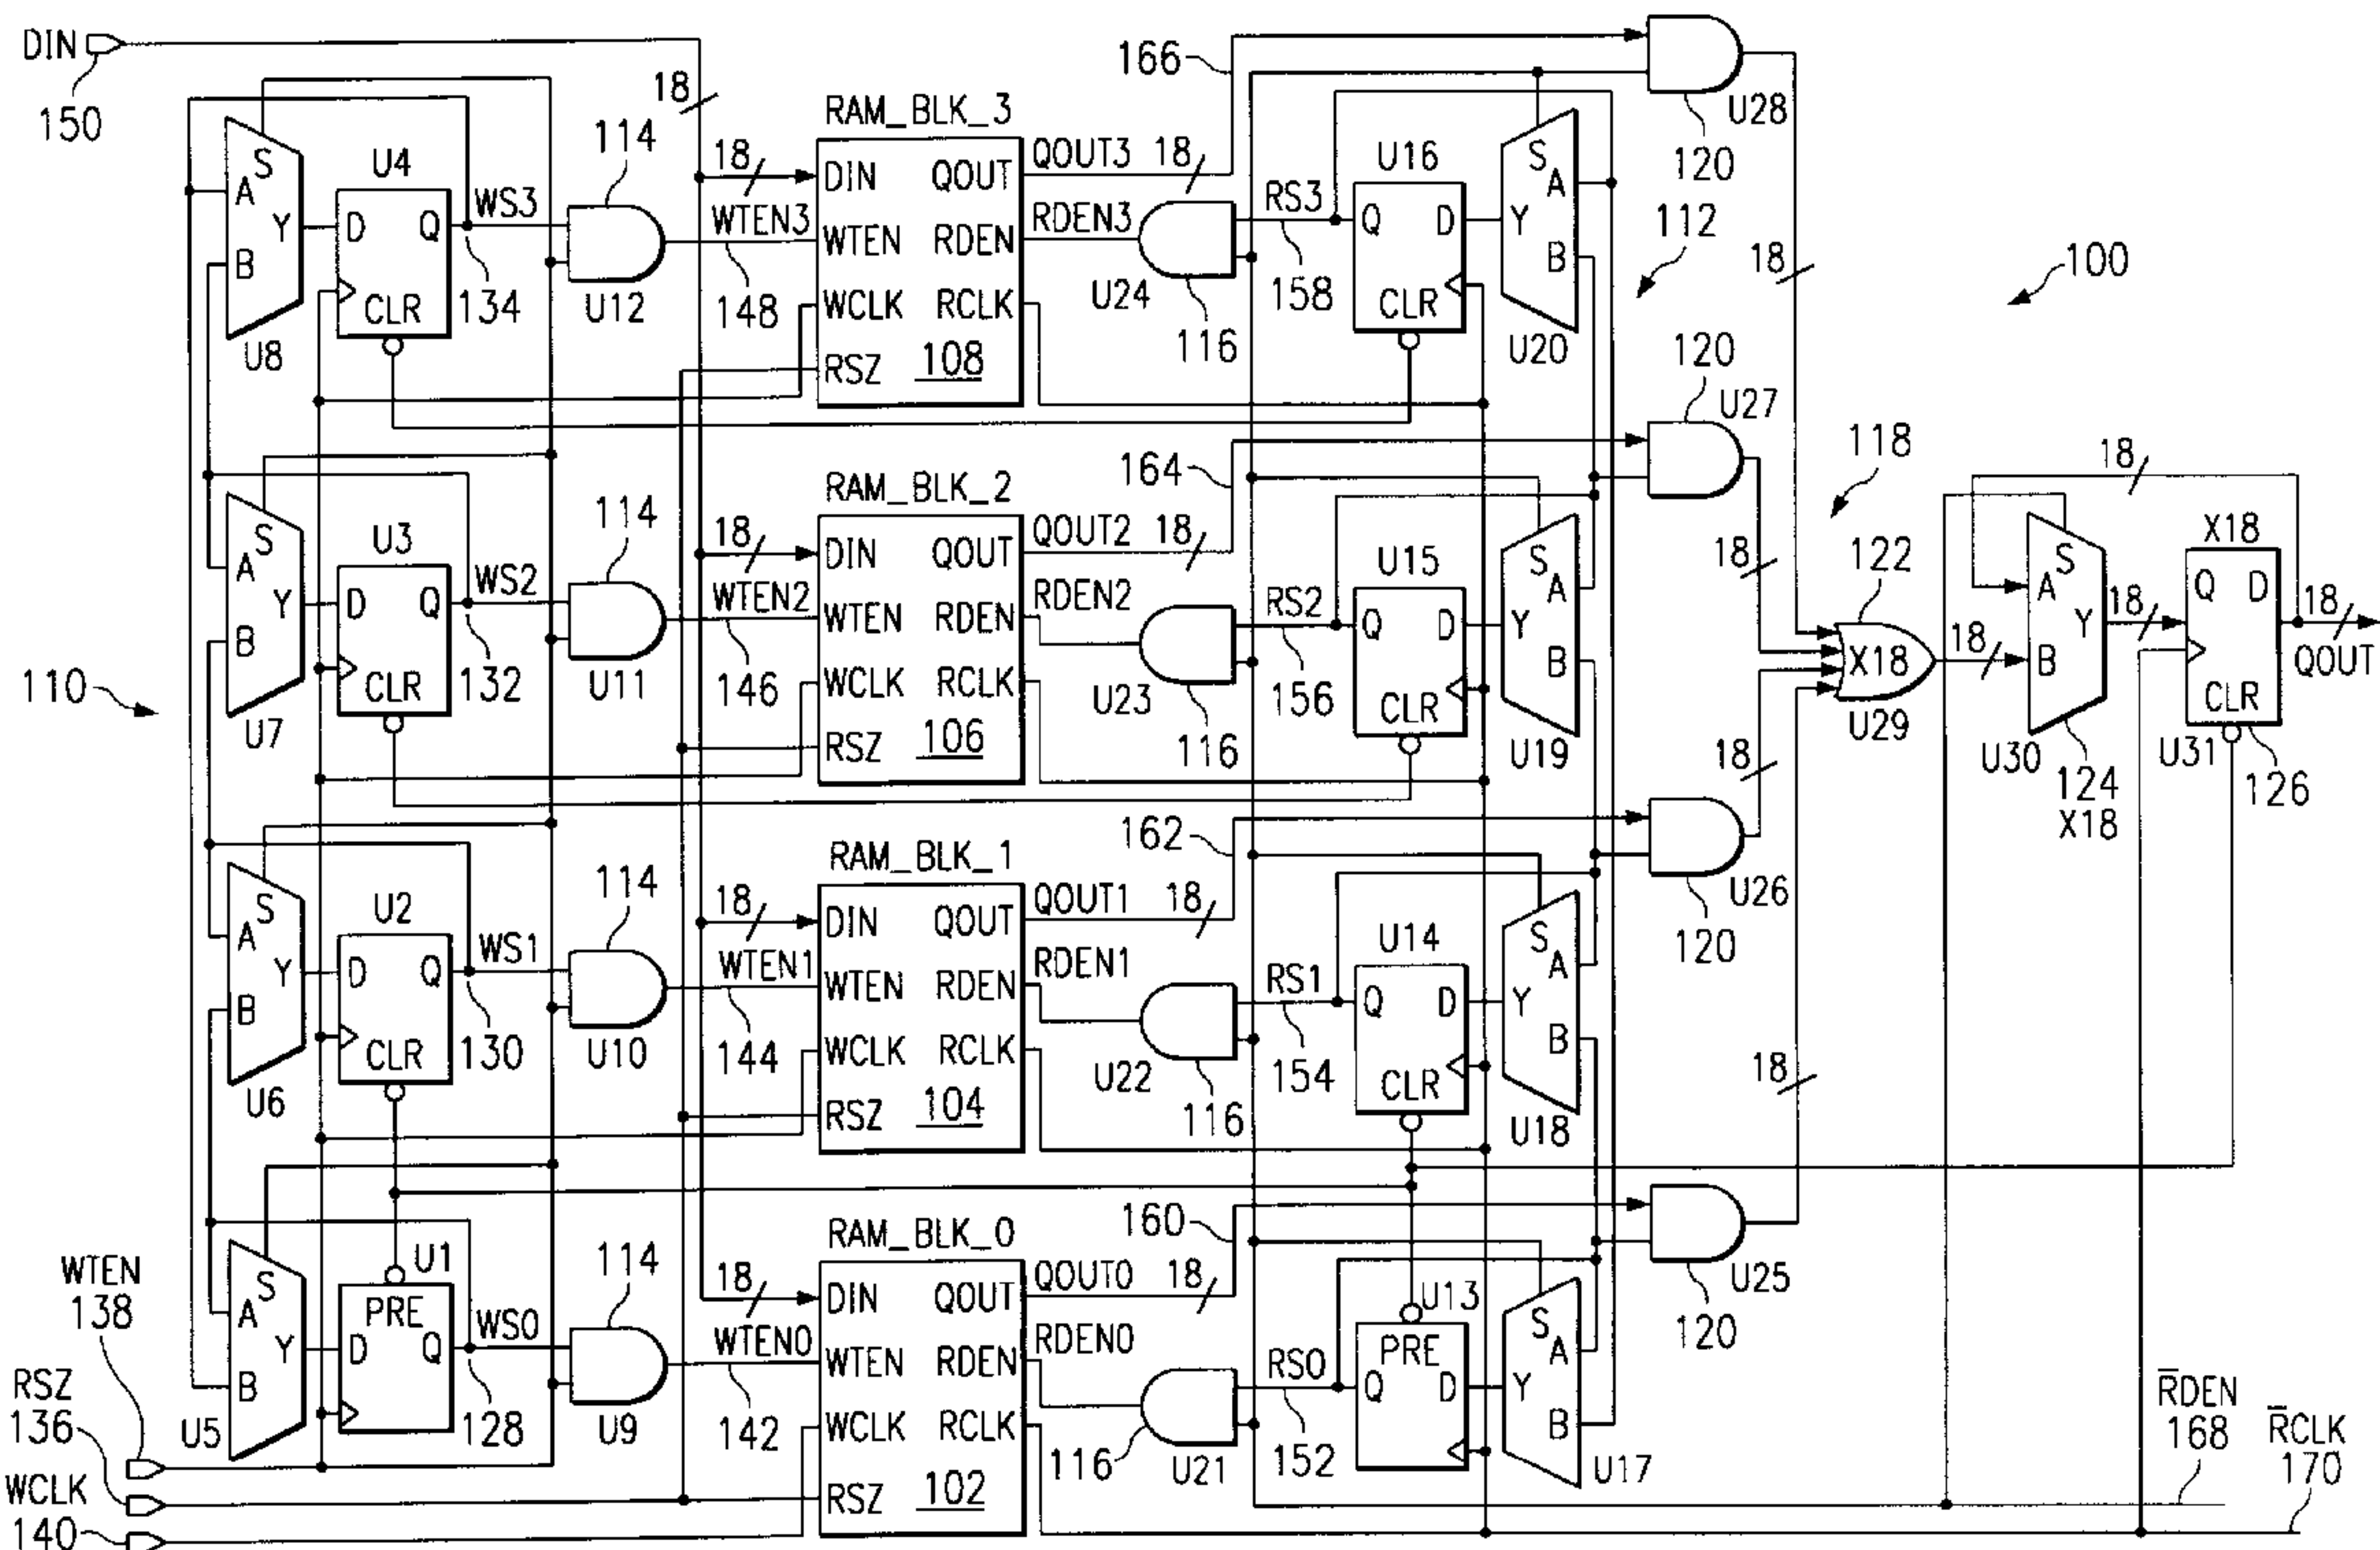 DIN
150
18
RAM_BLK_3
166
U28
120
S
A
B
Y
U8
U4
D
Q
CLR
WS3
134
114
U12
WTEN3
148
18
DIN
WTEN
WCLK
RSZ
QOUT
RDEN
RCLK
108
QOUT3
18
RDEN3
U24
116
RS3
158
U16
Q
D
CLR
S
A
Y
B
U20
112
18
100
S
A
B
Y
U7
U3
D
Q
CLR
WS2
132
114
U11
WTEN2
146
18
RAM_BLK_2
DIN
WTEN
WCLK
RSZ
QOUT
RDEN
RCLK
106
QOUT2
18
164
RDEN2
U23
116
RS2
156
U15
Q
D
CLR
S
A
Y
B
U19
120
U27
18
118
122
X18
U29
18
18
S
A
B
Y
U30
124
X18
18
X18
Q
D
CLR
U31
126
18
QOUT
110
S
A
B
Y
U6
U2
D
Q
CLR
WS1
130
114
U10
WTEN1
144
18
RAM_BLK_1
DIN
WTEN
WCLK
RSZ
QOUT
RDEN
RCLK
104
QOUT1
18
162
RDEN1
U22
116
RS1
154
U14
Q
D
CLR
S
A
Y
B
U18
U26
120
18
18
S
A
B
Y
U5
U1
PRE
D
Q
WS0
128
114
U9
WTEN0
142
18
RAM_BLK_0
DIN
WTEN
WCLK
RSZ
QOUT
RDEN
RCLK
102
QOUT0
18
160
RDEN0
U21
116
RS0
152
U13
PRE
Q
D
S
A
Y
B
U17
U25
120
WTEN
138
RSZ
136
WCLK
140
R̅DEN
168
R̅CLK
170